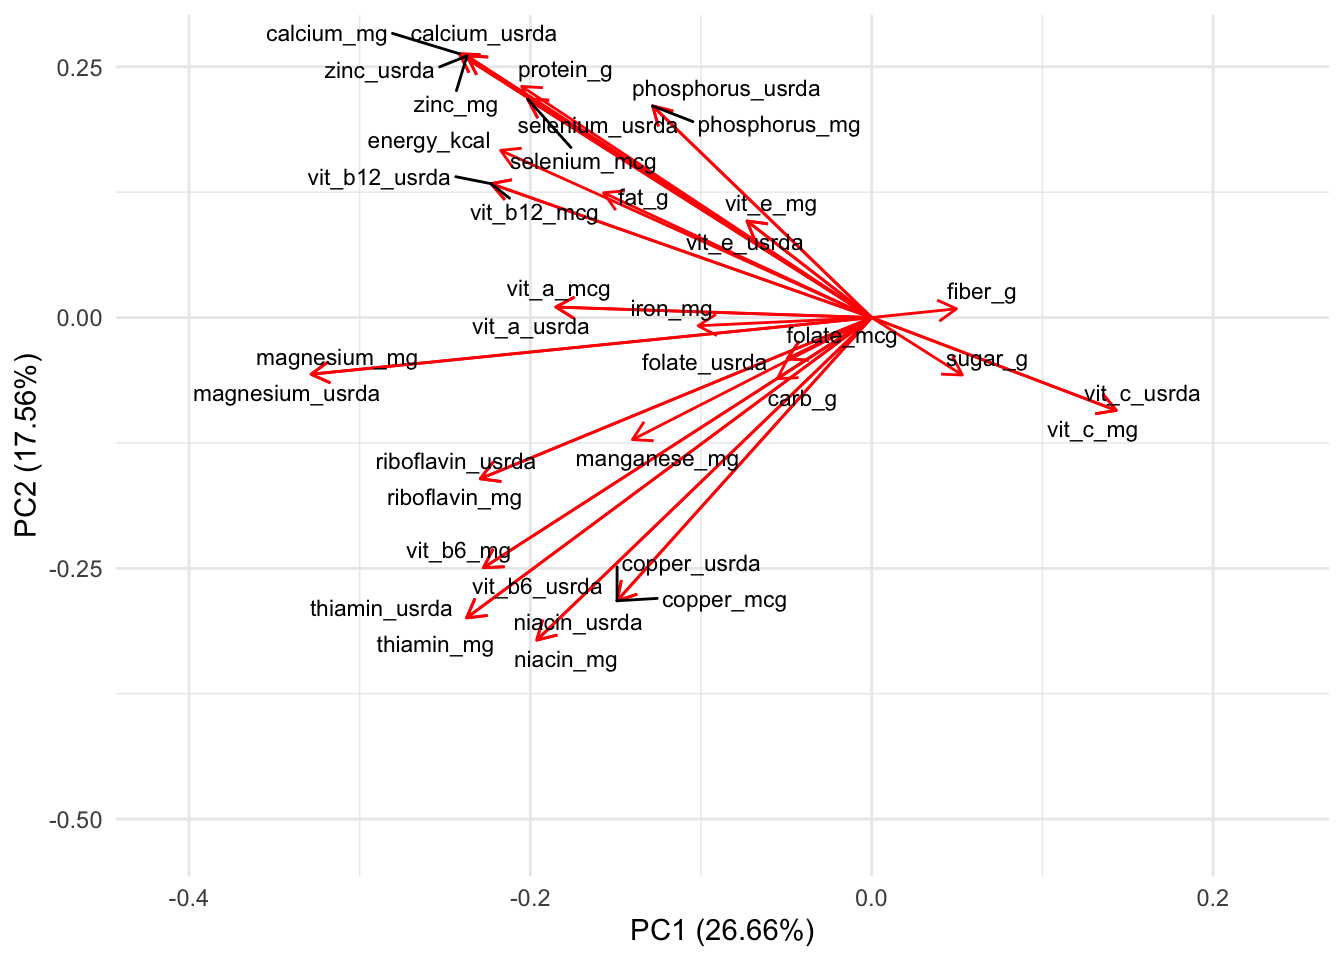 calcium_mg
calcium_usrda
zinc_usrda
protein_g
zinc_mg
phosphorus_usrda
phosphorus_mg
selenium_usrda
energy_kcal
selenium_mcg
vit_b12_usrda
fat_g
vit_b12_mcg
vit_e_mg
vit_e_usrda
vit_a_mcg
fiber_g
iron_mg
vit_a_usrda
folate_mcg
magnesium_mg
folate_usrda
sugar_g
magnesium_usrda
carb_g
vit_c_usrda
vit_c_mg
riboflavin_usrda
manganese_mg
riboflavin_mg
vit_b6_mg
copper_usrda
vit_b6_usrda
copper_mcg
thiamin_usrda
niacin_usrda
thiamin_mg
niacin_mg
0.25
0.00
-0.25
-0.50
PC2 (17.56%)
-0.4
-0.2
0.0
0.2
PC1 (26.66%)